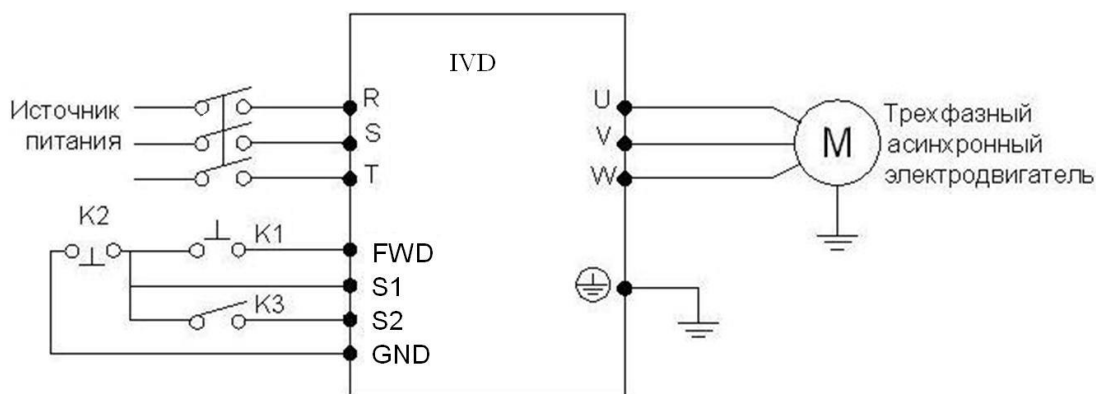 IVD
Источник
питания
R
S
T
U
V
W
M
Трехфазный
асинхронный
электродвигатель
K2
K1
K3
FWD
S1
S2
GND